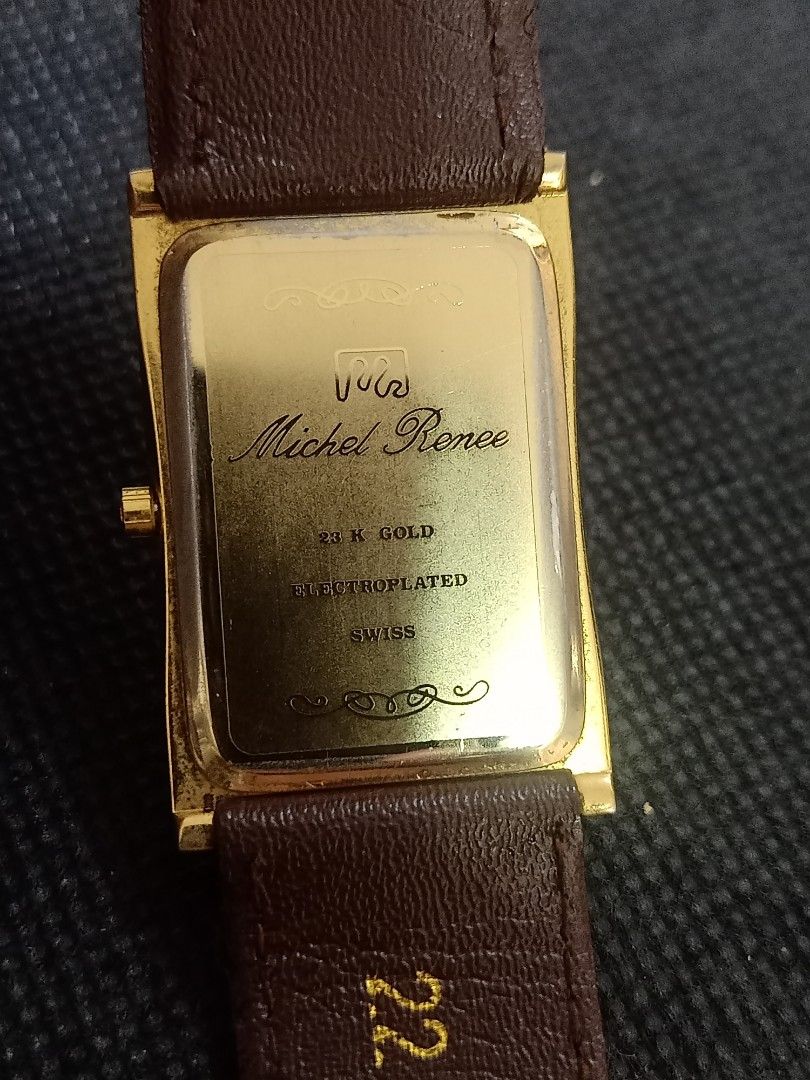 Michel Renee
23 K GOLD
ELECTROPLATED
SWISS
22